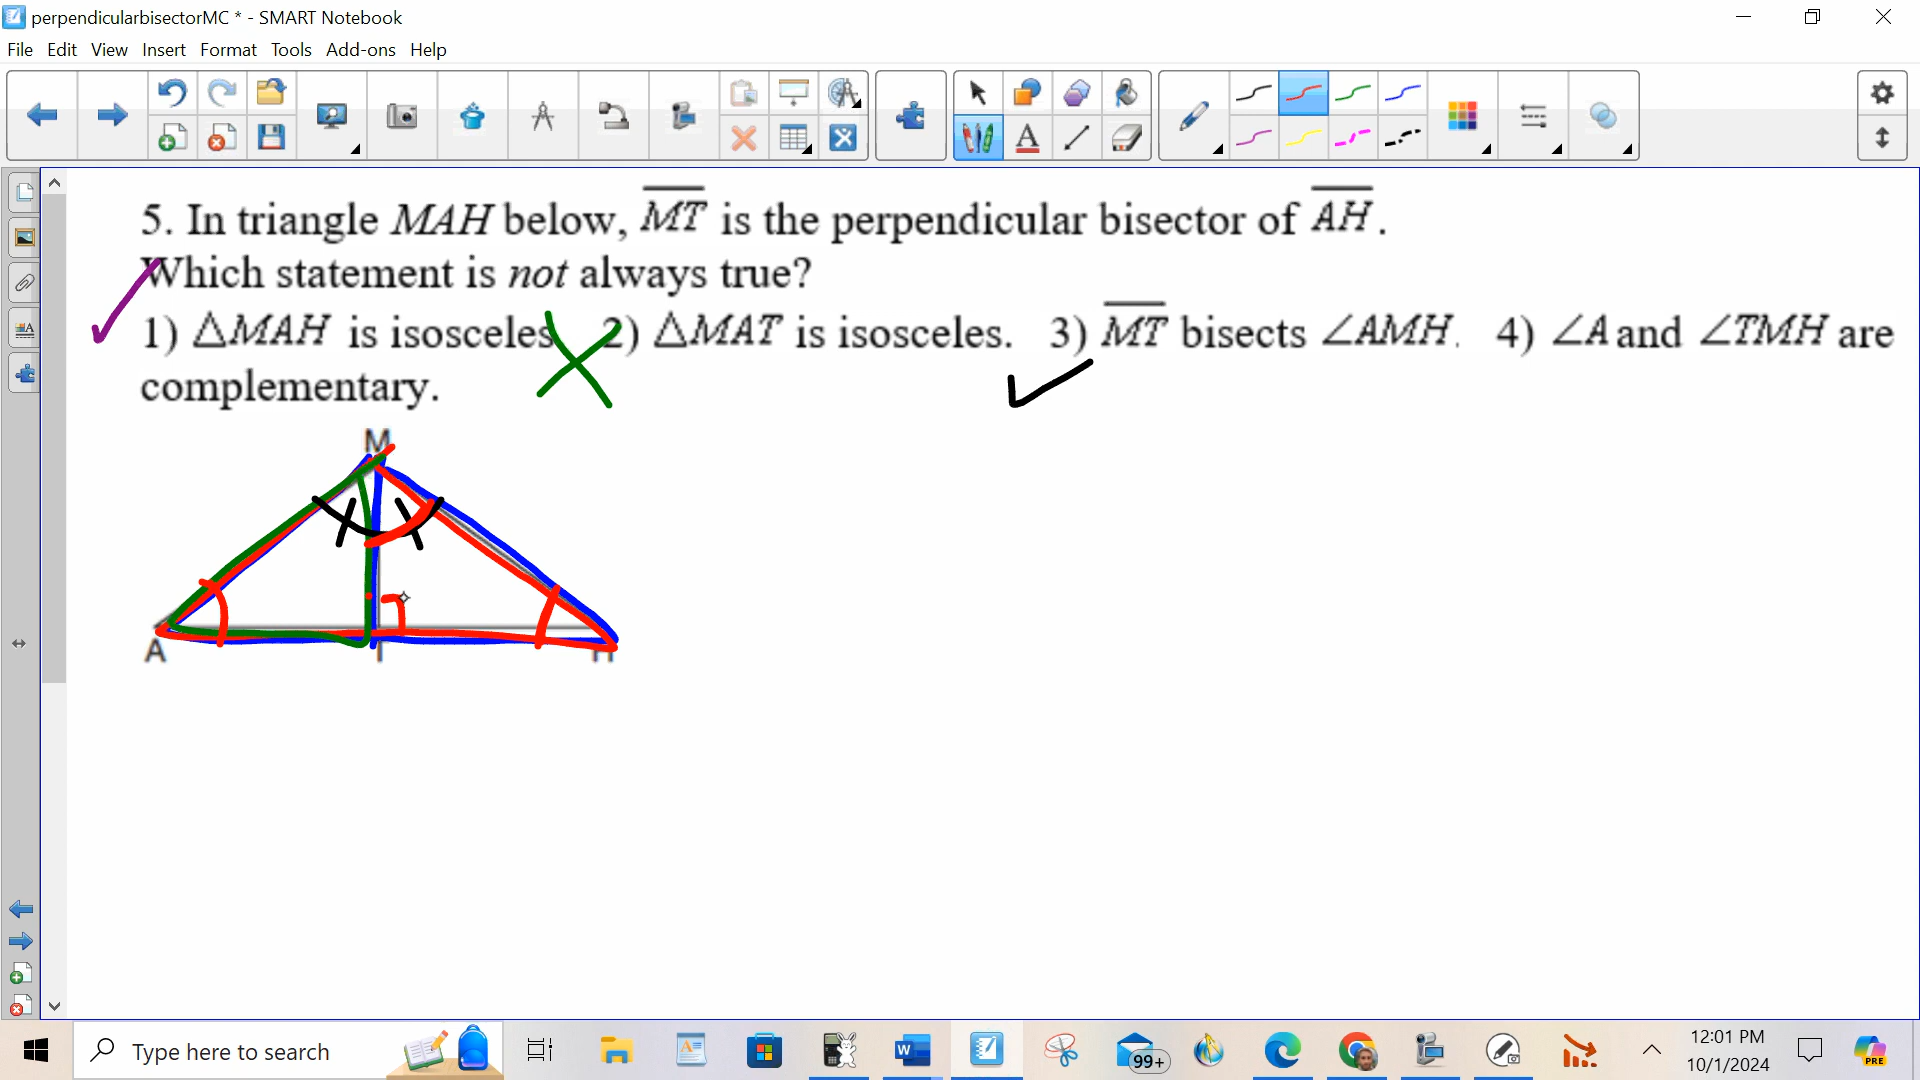 perpendicularbisectorMC * - SMART Notebook
File Edit View Insert Format Tools Add-ons Help
5. In triangle MAH below, MT is the perpendicular bisector of AH.
Which statement is not always true?
1) △MAH is isosceles 2) △MAT is isosceles. 3) MT bisects ∠AMH. 4) ∠A and ∠TMH are
complementary.
M
A
Type here to search
99+
12:01 PM
10/1/2024
PRE